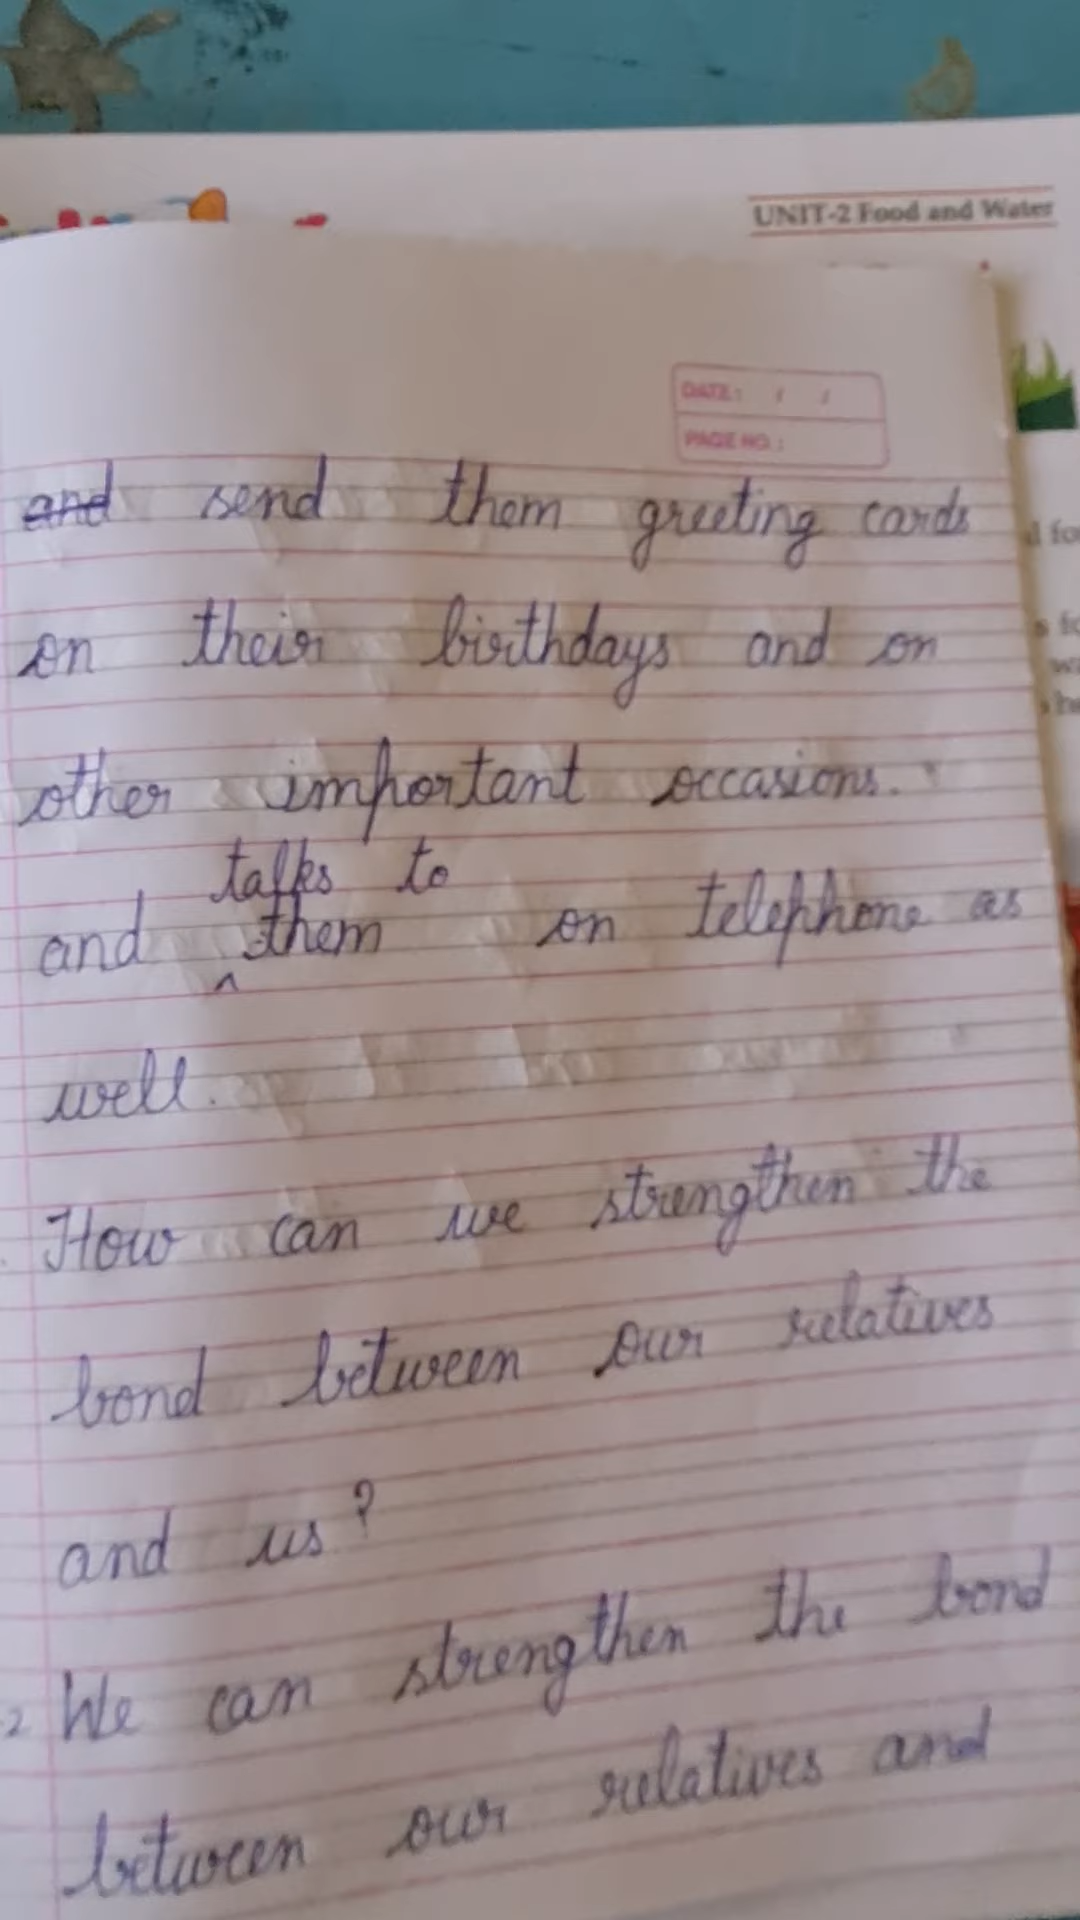 UNIT-2 Food and Water
DATE: / /
PAGE NO.:
and send them greeting cards
on their birthdays and on
other important occasions.
talks to
and ^ them on telephone as
well.
How can we strengthen the
bond between our relatives
and us?
2 We can strengthen the bond
between our relatives and